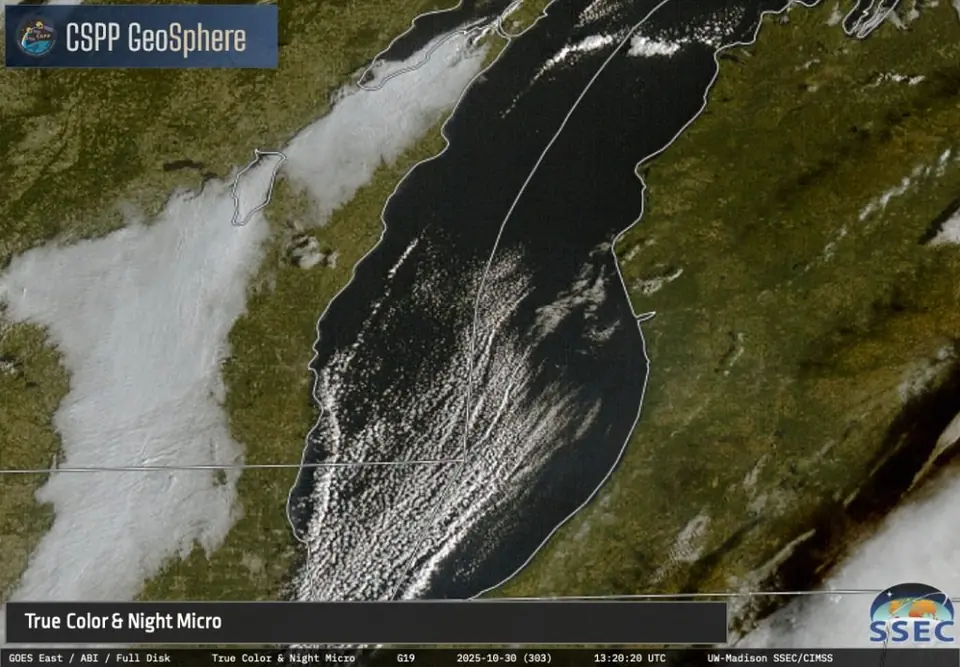 CSPP GeoSphere
True Color & Night Micro
SSEC
GOES East / ABI / Full Disk True Color & Night Micro G19 2025-10-30 (303) 13:20:20 UTC UW-Madison SSEC/CIMSS